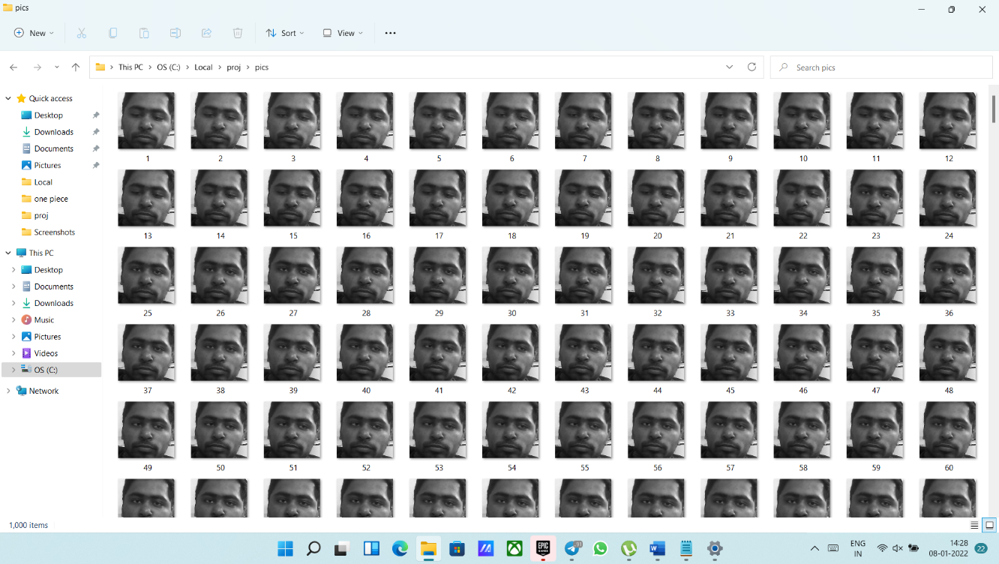 pics
New
Sort
View
This PC
OS (C:)
Local
proj
pics
Search pics
Quick access
Desktop
Downloads
Documents
Pictures
Local
one piece
proj
Screenshots
This PC
Desktop
Documents
Downloads
Music
Pictures
Videos
OS (C:)
Network
1 2 3 4 5 6 7 8 9 10 11 12
13 14 15 16 17 18 19 20 21 22 23 24
25 26 27 28 29 30 31 32 33 34 35 36
37 38 39 40 41 42 43 44 45 46 47 48
49 50 51 52 53 54 55 56 57 58 59 60
1,000 items
EPIC
GAMES
91
W
ENG
IN
14:28
08-01-2022
22